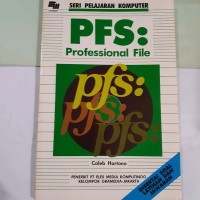 SERI PELAJARAN KOMPUTER
PFS:
Professional File
pfs:
pfs:
pfs:
Caleb Hartono
PENERBIT PT ELEX MEDIA KOMPUTINDO
KELOMPOK GRAMEDIA-JAKARTA